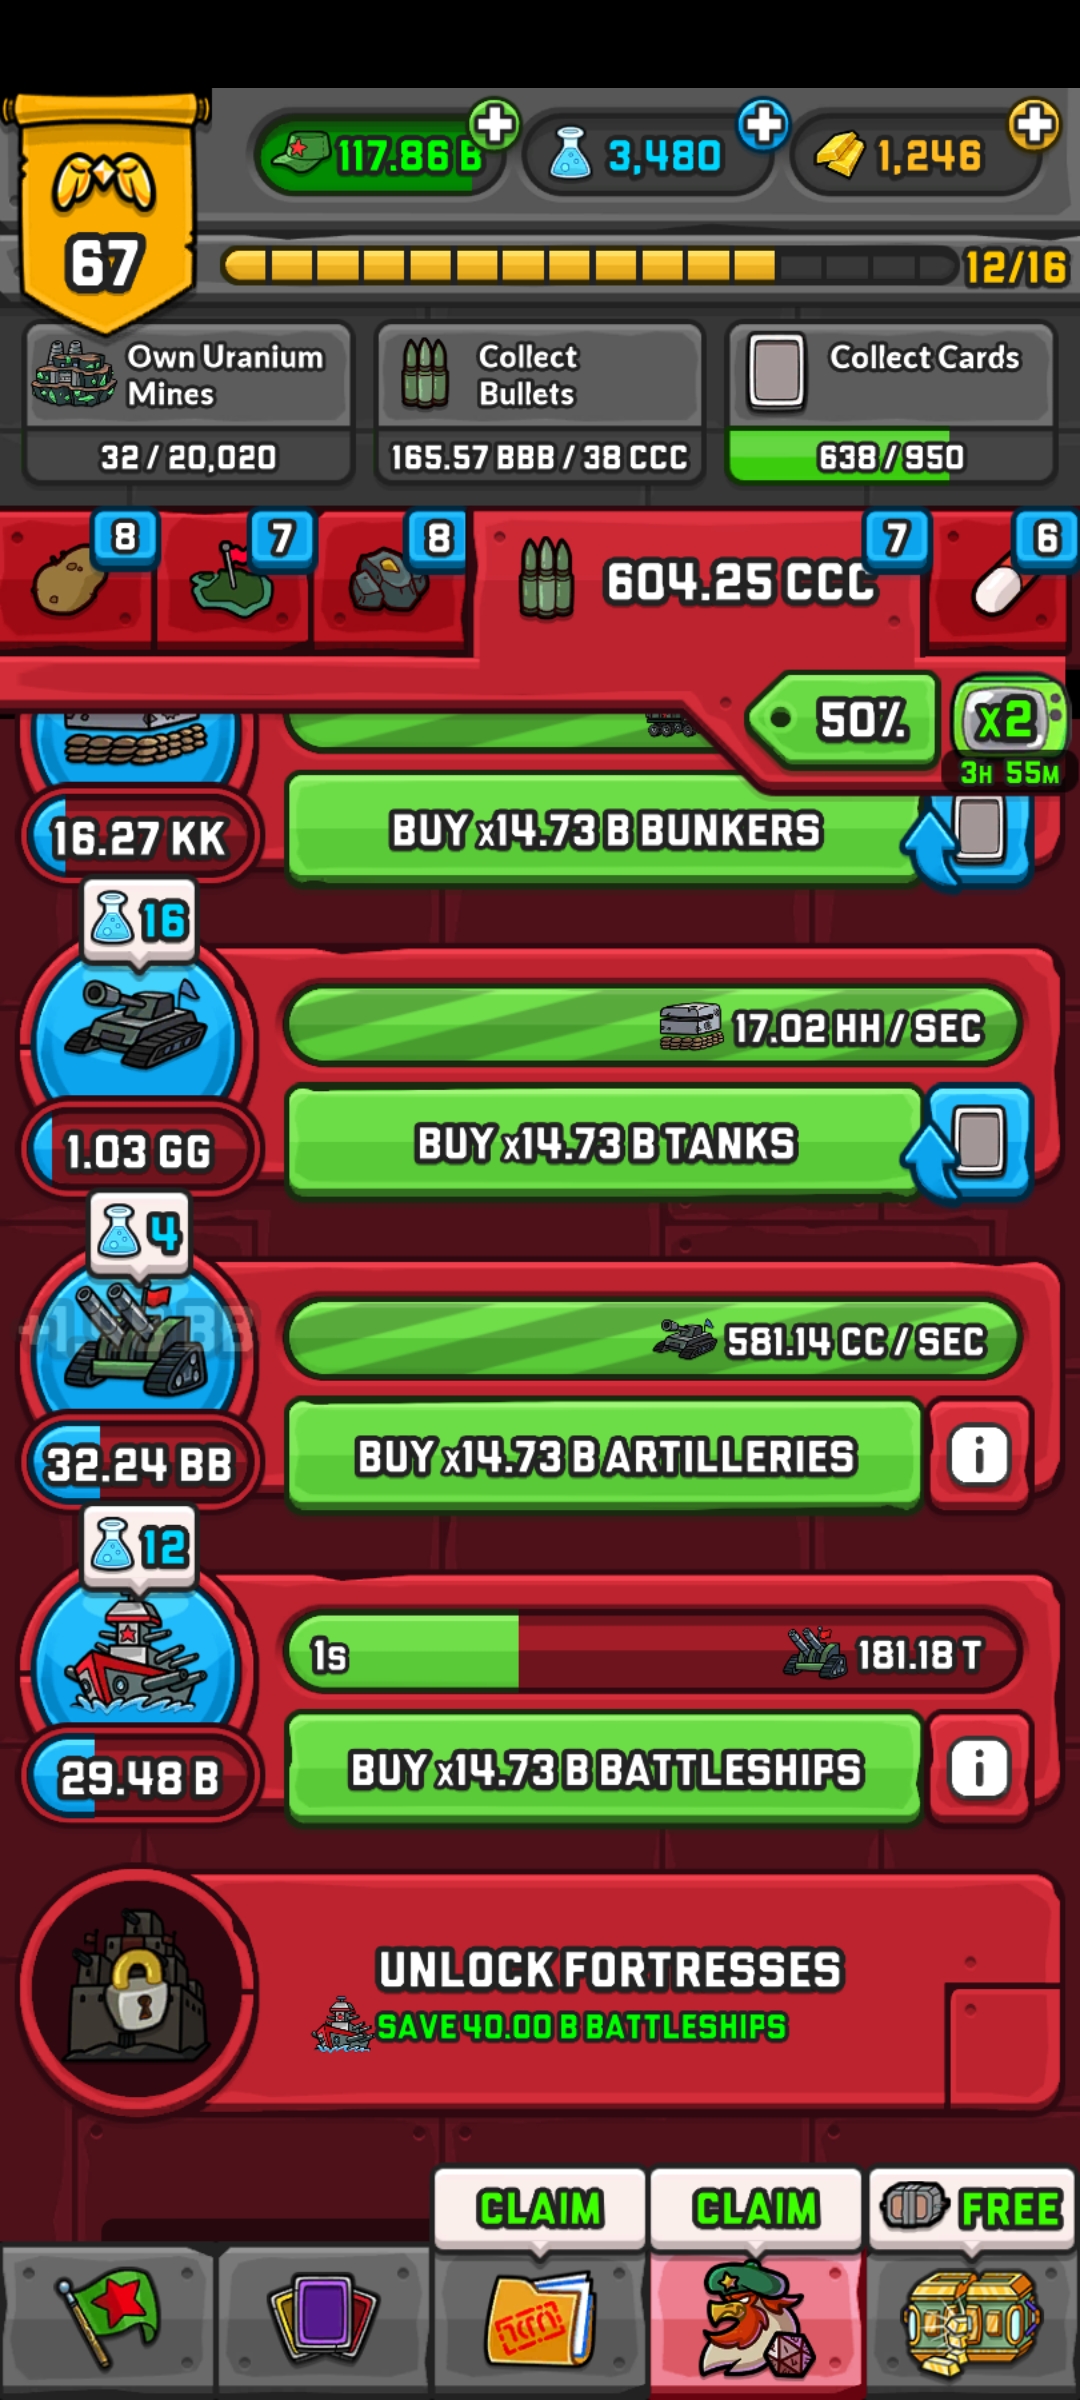 117.86 B
3,480
1,246
67
12/16
Own Uranium
Mines
32 / 20,020
Collect
Bullets
165.57 BBB / 38 CCC
Collect Cards
638 / 950
8
7
8
604.25 CCC
7
6
50%
x2
3H 55M
16.27 KK
BUY x14.73 B BUNKERS
16
17.02 HH / SEC
1.03 GG
BUY x14.73 B TANKS
4
581.14 CC / SEC
32.24 BB
BUY x14.73 B ARTILLERIES
i
12
1s
181.18 T
29.48 B
BUY x14.73 B BATTLESHIPS
i
UNLOCK FORTRESSES
SAVE 40.00 B BATTLESHIPS
CLAIM
CLAIM
FREE